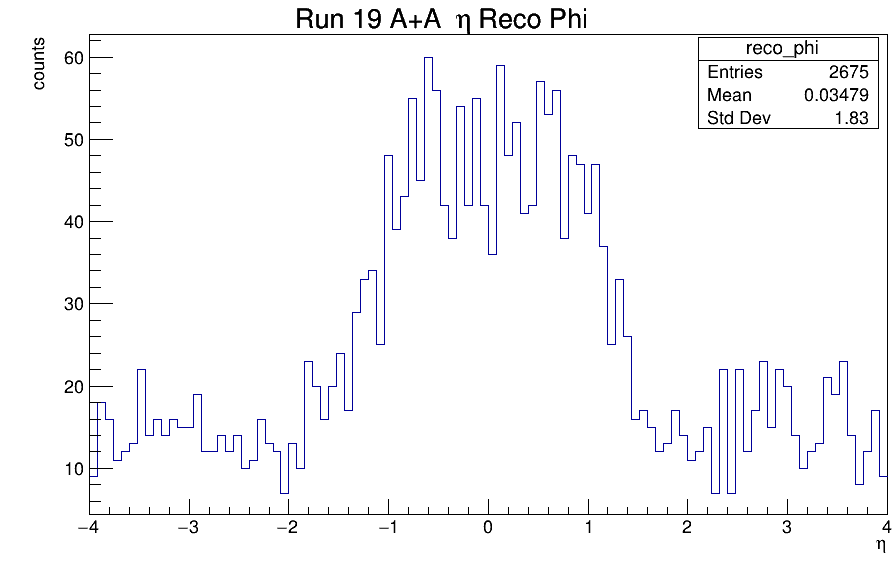 Run 19 A+A η Reco Phi
counts
reco_phi
Entries 2675
Mean 0.03479
Std Dev 1.83
60
50
40
30
20
10
−4 −3 −2 −1 0 1 2 3 4
η